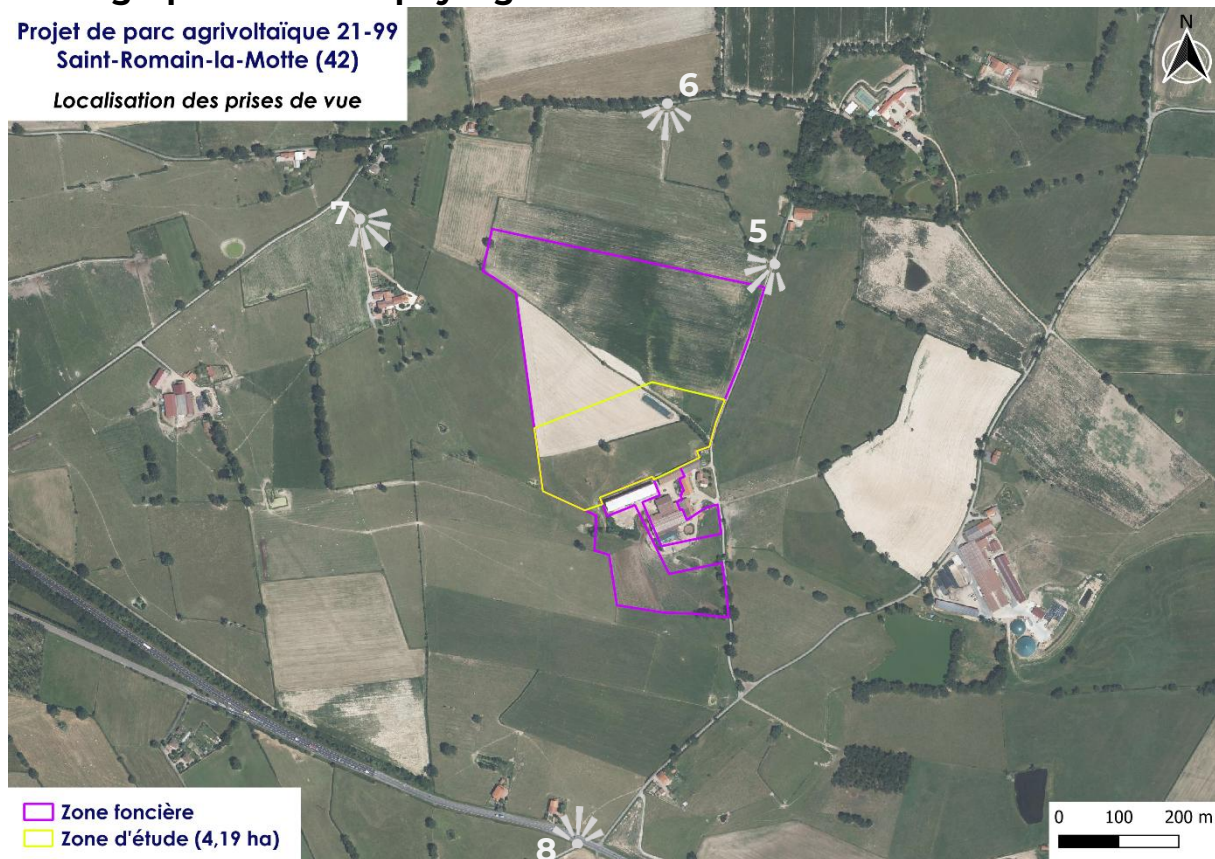 Projet de parc agrivoltaïque 21-99
Saint-Romain-la-Motte (42)
Localisation des prises de vue
N
6
7
5
8
Zone foncière
Zone d'étude (4,19 ha)
0 100 200 m